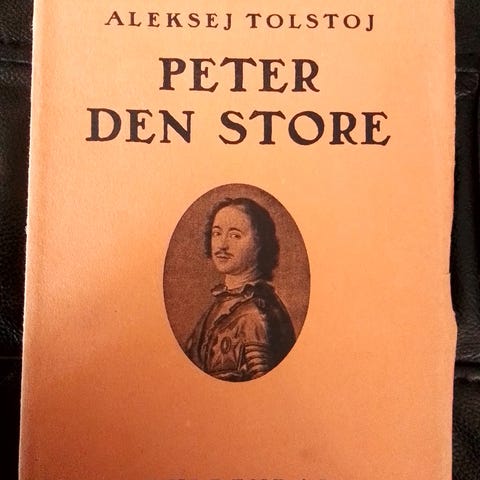 ALEKSEJ TOLSTOJ
PETER
DEN STORE